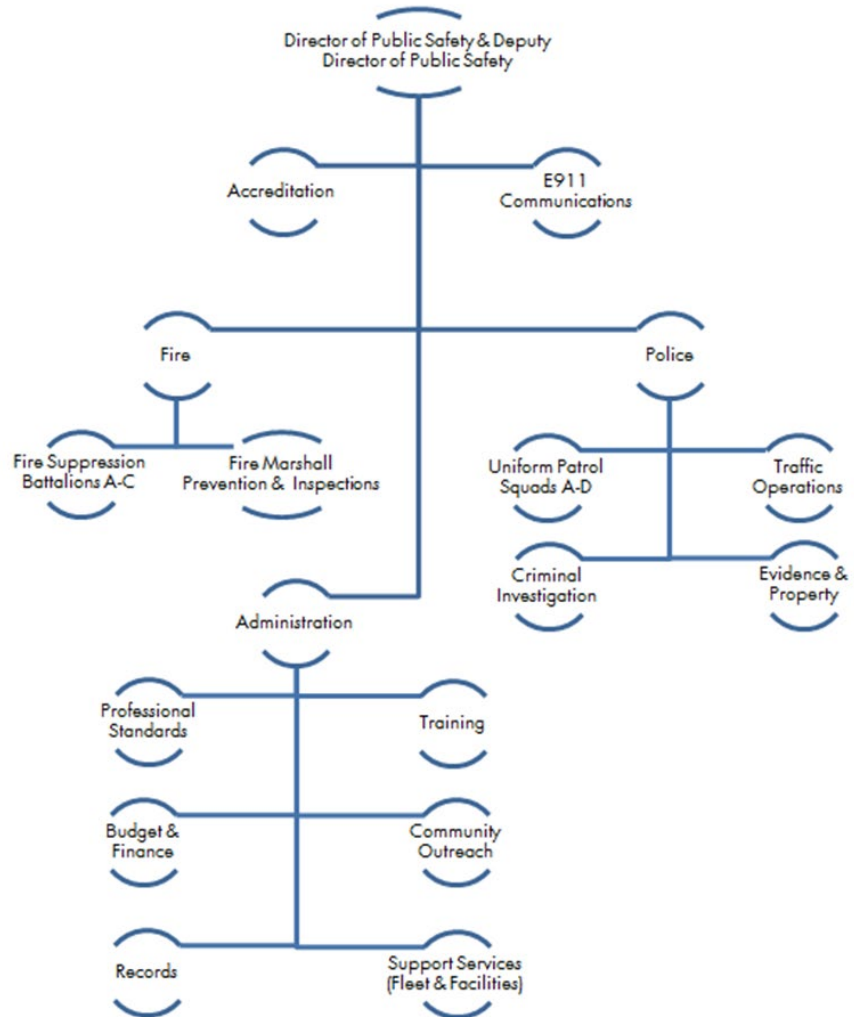 Director of Public Safety & Deputy
Director of Public Safety
Accreditation
E911
Communications
Fire
Police
Fire Suppression
Battalions A-C
Fire Marshall
Prevention & Inspections
Uniform Patrol
Squads A-D
Traffic
Operations
Criminal
Investigation
Evidence &
Property
Administration
Professional
Standards
Training
Budget &
Finance
Community
Outreach
Records
Support Services
(Fleet & Facilities)